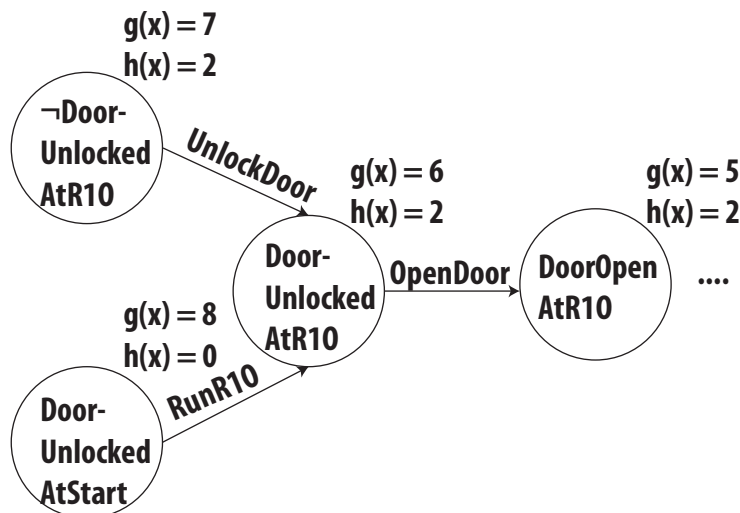 g(x) = 7
h(x) = 2
¬Door-
Unlocked
AtR10
UnlockDoor
g(x) = 6
h(x) = 2
g(x) = 5
h(x) = 2
Door-
Unlocked
AtR10
OpenDoor
DoorOpen
AtR10
....
g(x) = 8
h(x) = 0
RunR10
Door-
Unlocked
AtStart